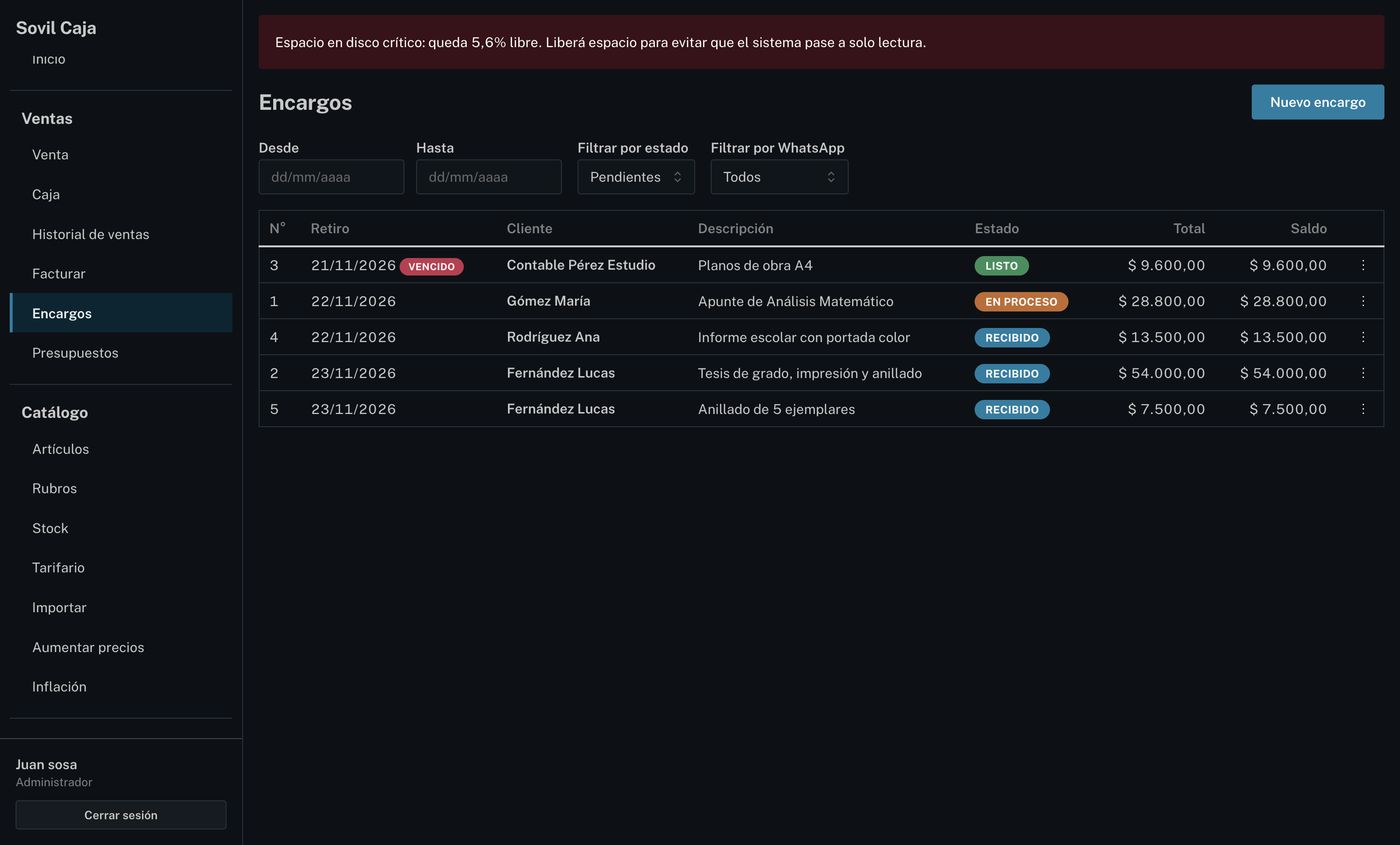 Sovil Caja
Inicio
Ventas
Venta
Caja
Historial de ventas
Facturar
Encargos
Presupuestos
Catálogo
Artículos
Rubros
Stock
Tarifario
Importar
Aumentar precios
Inflación
Juan sosa
Administrador
Cerrar sesión
Espacio en disco crítico: queda 5,6% libre. Liberá espacio para evitar que el sistema pase a solo lectura.
Encargos Nuevo encargo
Desde Hasta Filtrar por estado Filtrar por WhatsApp
dd/mm/aaaa dd/mm/aaaa Pendientes Todos
N° Retiro Cliente Descripción Estado Total Saldo
3 21/11/2026 VENCIDO Contable Pérez Estudio Planos de obra A4 LISTO $ 9.600,00 $ 9.600,00
1 22/11/2026 Gómez María Apunte de Análisis Matemático EN PROCESO $ 28.800,00 $ 28.800,00
4 22/11/2026 Rodríguez Ana Informe escolar con portada color RECIBIDO $ 13.500,00 $ 13.500,00
2 23/11/2026 Fernández Lucas Tesis de grado, impresión y anillado RECIBIDO $ 54.000,00 $ 54.000,00
5 23/11/2026 Fernández Lucas Anillado de 5 ejemplares RECIBIDO $ 7.500,00 $ 7.500,00